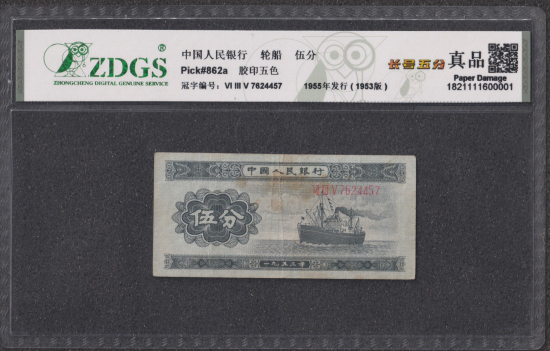 ZDGS®
ZHONGCHENG DIGITAL GENUINE SERVICE
中国人民银行 轮船 伍分
Pick#862a 胶印五色
冠字编号: VI III V 7624457
1955年发行 (1953版)
长号五分
真品
Paper Damage
1821111600001
中國人民银行
VI III V 7624457
伍分
一九五三年